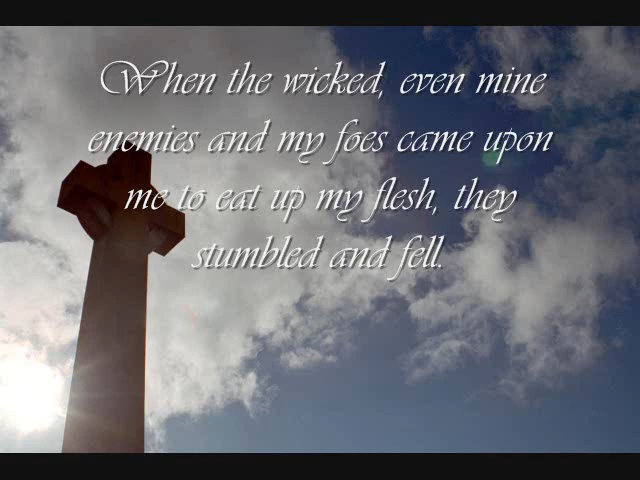 When the wicked, even mine
enemies and my foes came upon
me to eat up my flesh, they
stumbled and fell.